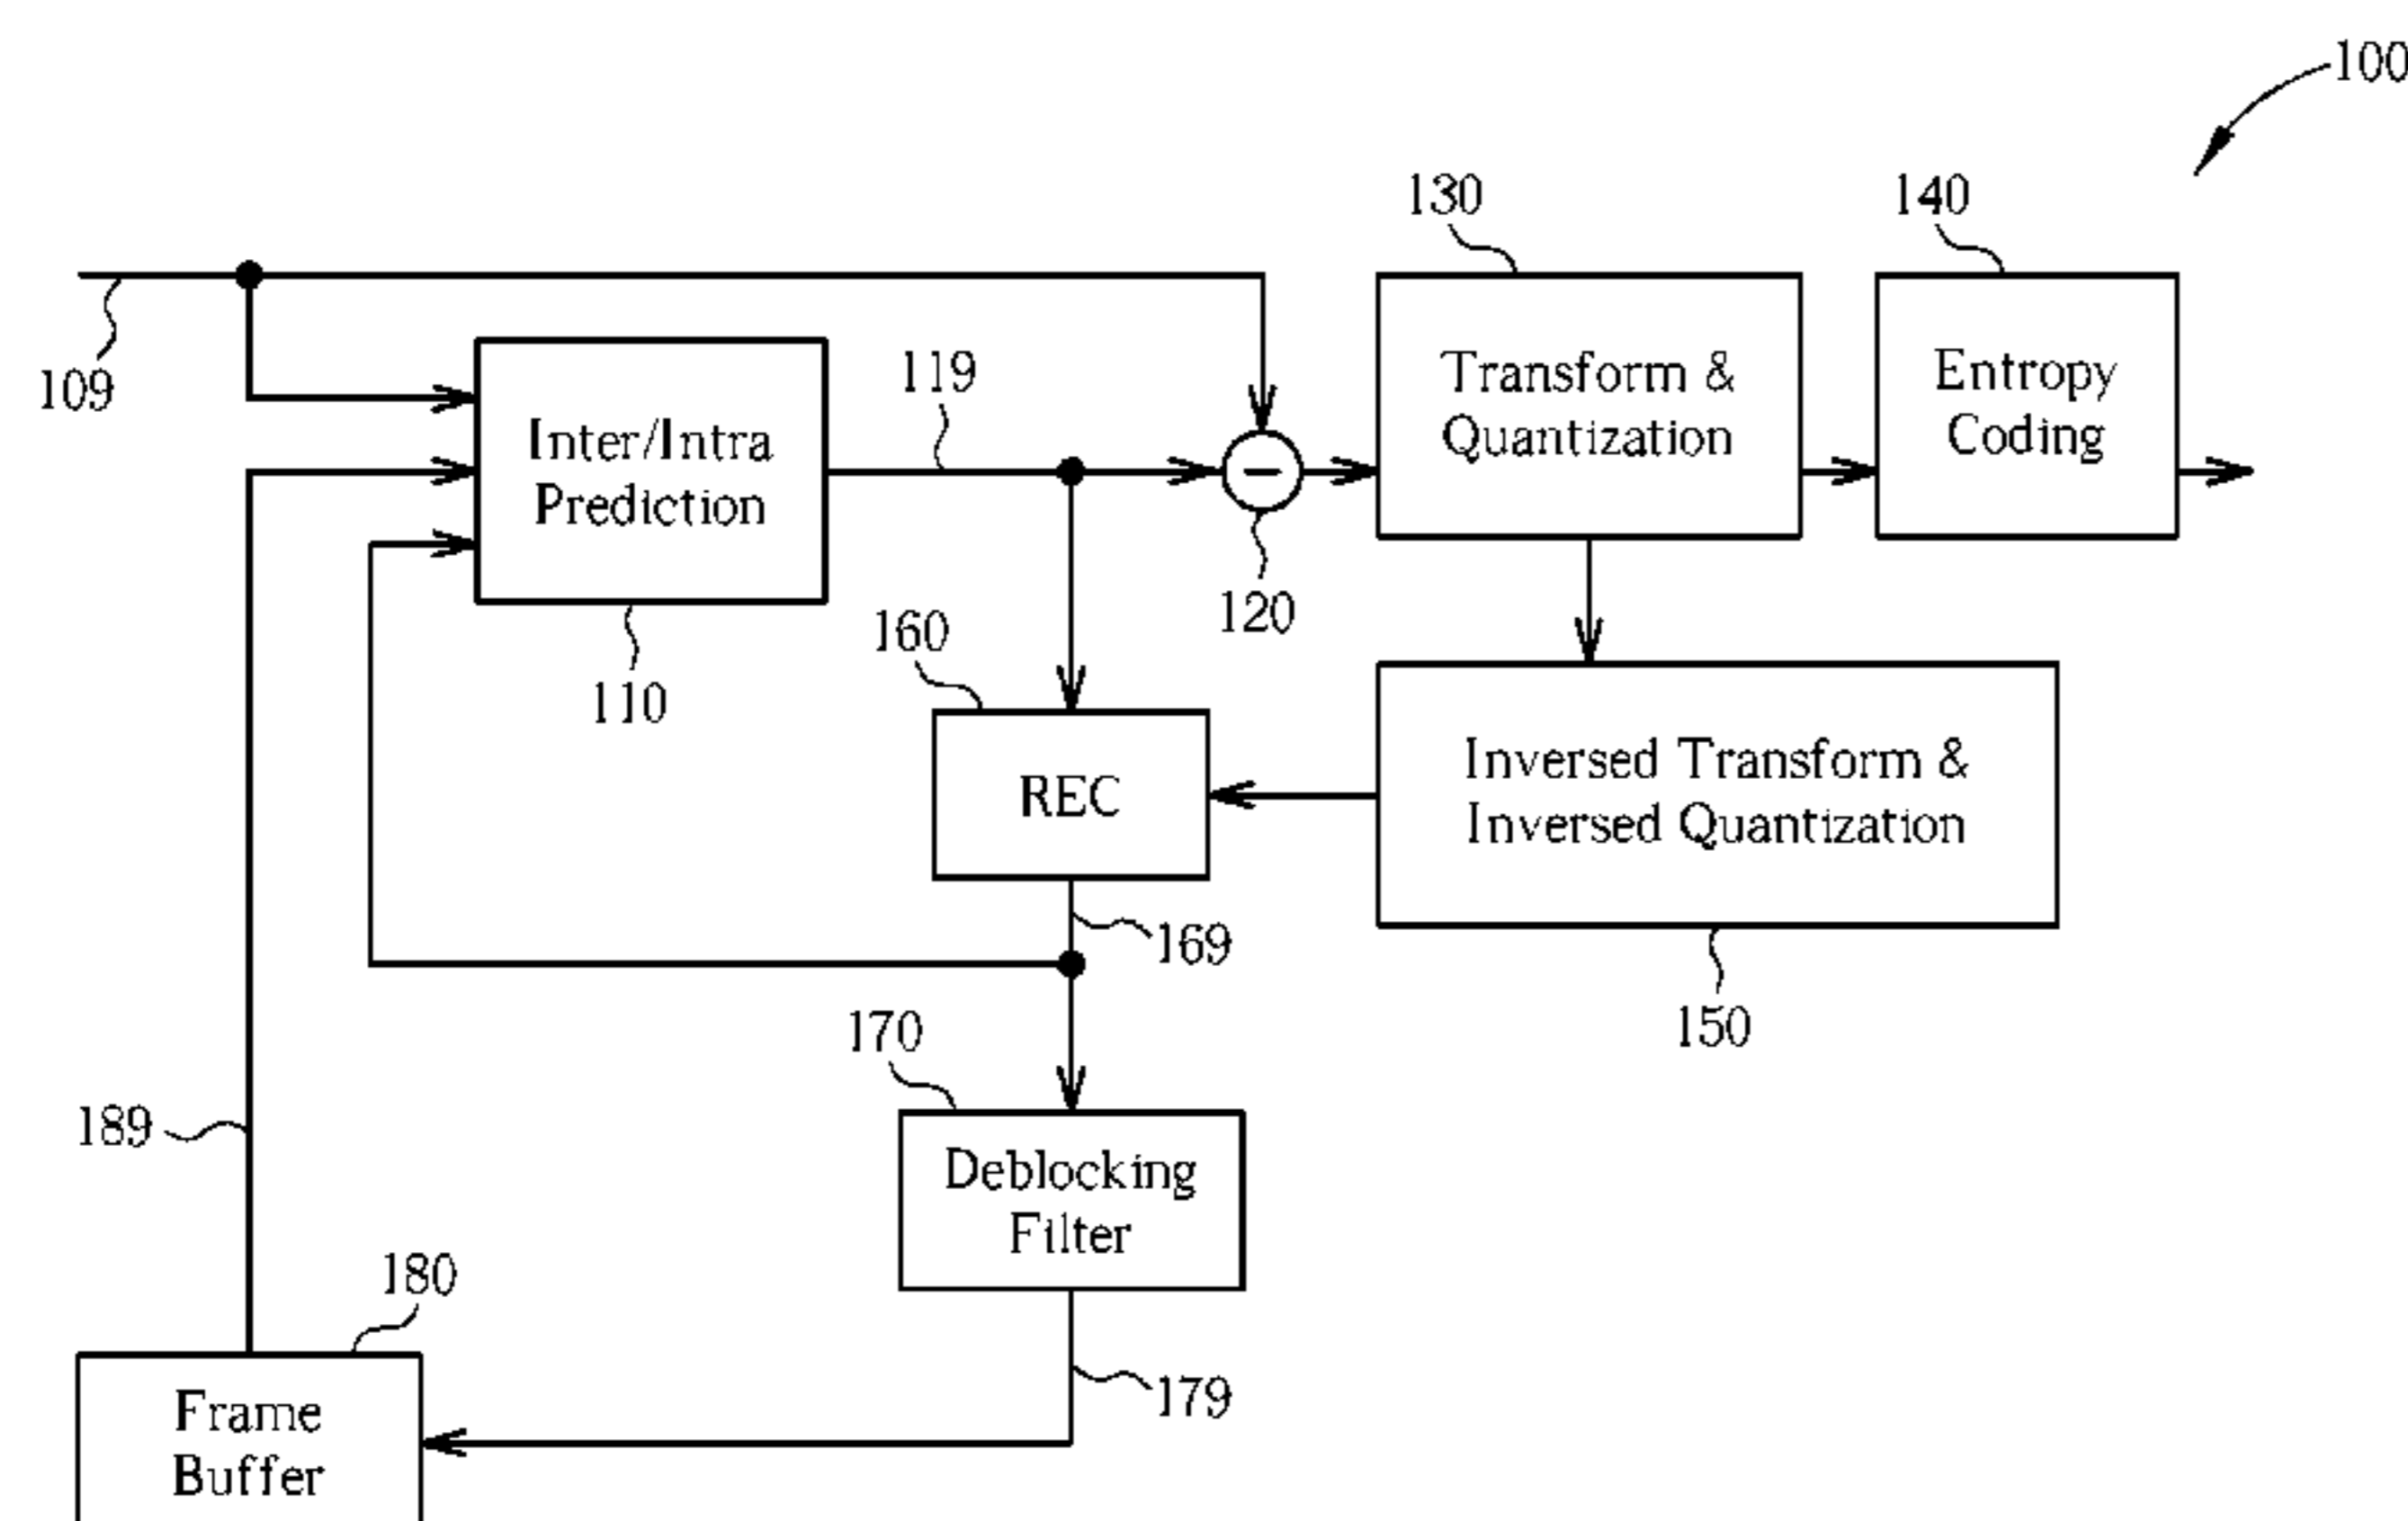 100
130
140
109
Inter/Intra
Prediction
119
Transform &
Quantization
Entropy
Coding
120
110
160
REC
Inversed Transform &
Inversed Quantization
169
150
170
Deblocking
Filter
189
180
179
Frame
Buffer